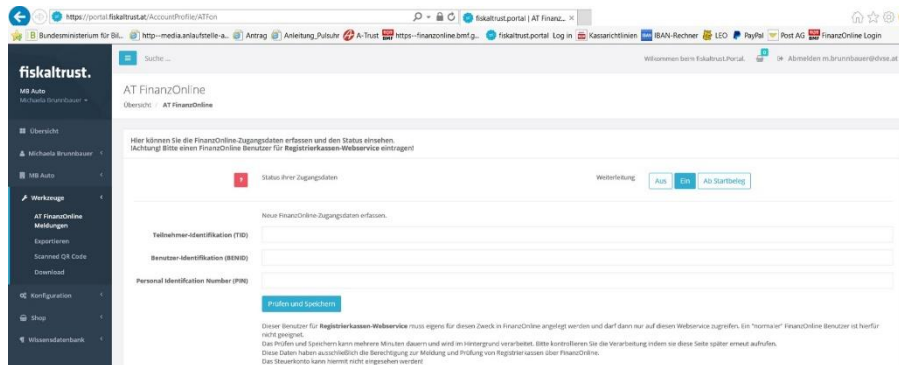 https://portal.fiskaltrust.at/AccountProfile/ATFon
fiskaltrust.portal | AT Finanz...
Bundesministerium für Bil... http--media.anlaufstelle-a... Antrag Anleitung_Pulsuhr A-Trust https--finanzonline.bmf.g... fiskaltrust.portal Log in Kassarichtlinien IBAN-Rechner LEO PayPal Post AG FinanzOnline Login
fiskaltrust.
MB Auto
Michaela Brunnbauer
Suche ...
Willkommen beim fiskaltrust.Portal.
Abmelden m.brunnbauer@dvse.at
AT FinanzOnline
Übersicht / AT FinanzOnline
Übersicht
Michaela Brunnbauer
MB Auto
Werkzeuge
AT FinanzOnline
Meldungen
Exportieren
Scanned QR Code
Download
Konfiguration
Shop
Wissensdatenbank
Hier können Sie die FinanzOnline-Zugangsdaten erfassen und den Status einsehen.
!Achtung! Bitte einen FinanzOnline Benutzer für Registrierkassen-Webservice eintragen!
?
Status ihrer Zugangsdaten
Weiterleitung
Aus Ein Ab Startbeleg
Neue FinanzOnline-Zugangsdaten erfassen.
Teilnehmer-Identifikation (TID)
Benutzer-Identifikation (BENID)
Personal Identifcation Number (PIN)
Prüfen und Speichern
Dieser Benutzer für Registrierkassen-Webservice muss eigens für diesen Zweck in FinanzOnline angelegt werden und darf dann nur auf diesen Webservice zugreifen. Ein "normaler" FinanzOnline Benutzer ist hierfür
nicht geeignet.
Das Prüfen und Speichern kann mehrere Minuten dauern und wird im Hintergrund verarbeitet. Bitte kontrollieren Sie die Verarbeitung indem sie diese Seite später erneut aufrufen.
Diese Daten haben ausschließlich die Berechtigung zur Meldung und Prüfung von Registrierkassen über FinanzOnline.
Das Steuerkonto kann hiermit nicht eingesehen werden!